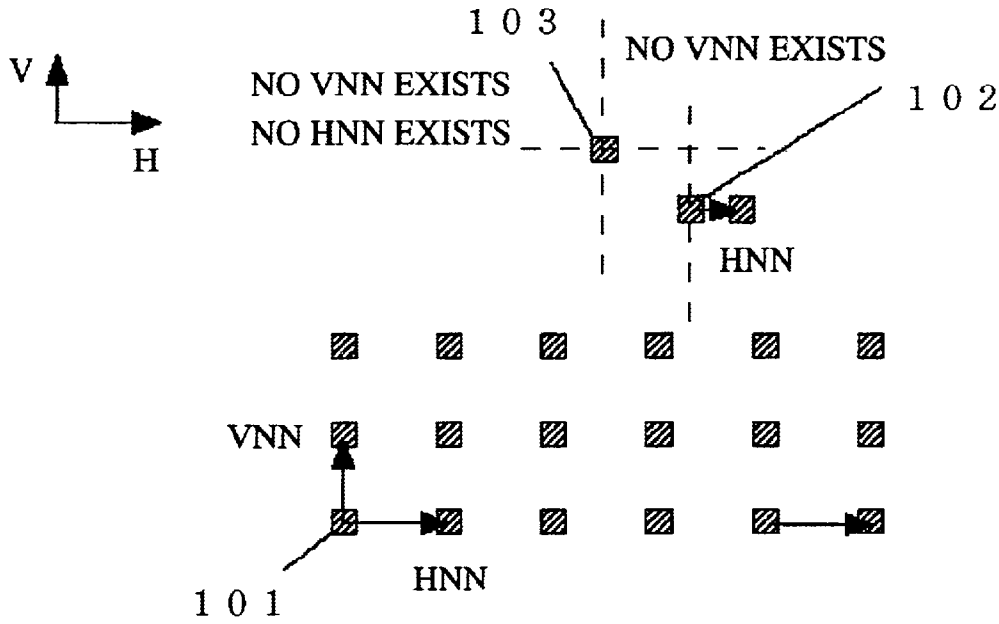 1 0 3
NO VNN EXISTS
V
NO VNN EXISTS
1 0 2
NO HNN EXISTS
H
HNN
VNN
HNN
1 0 1